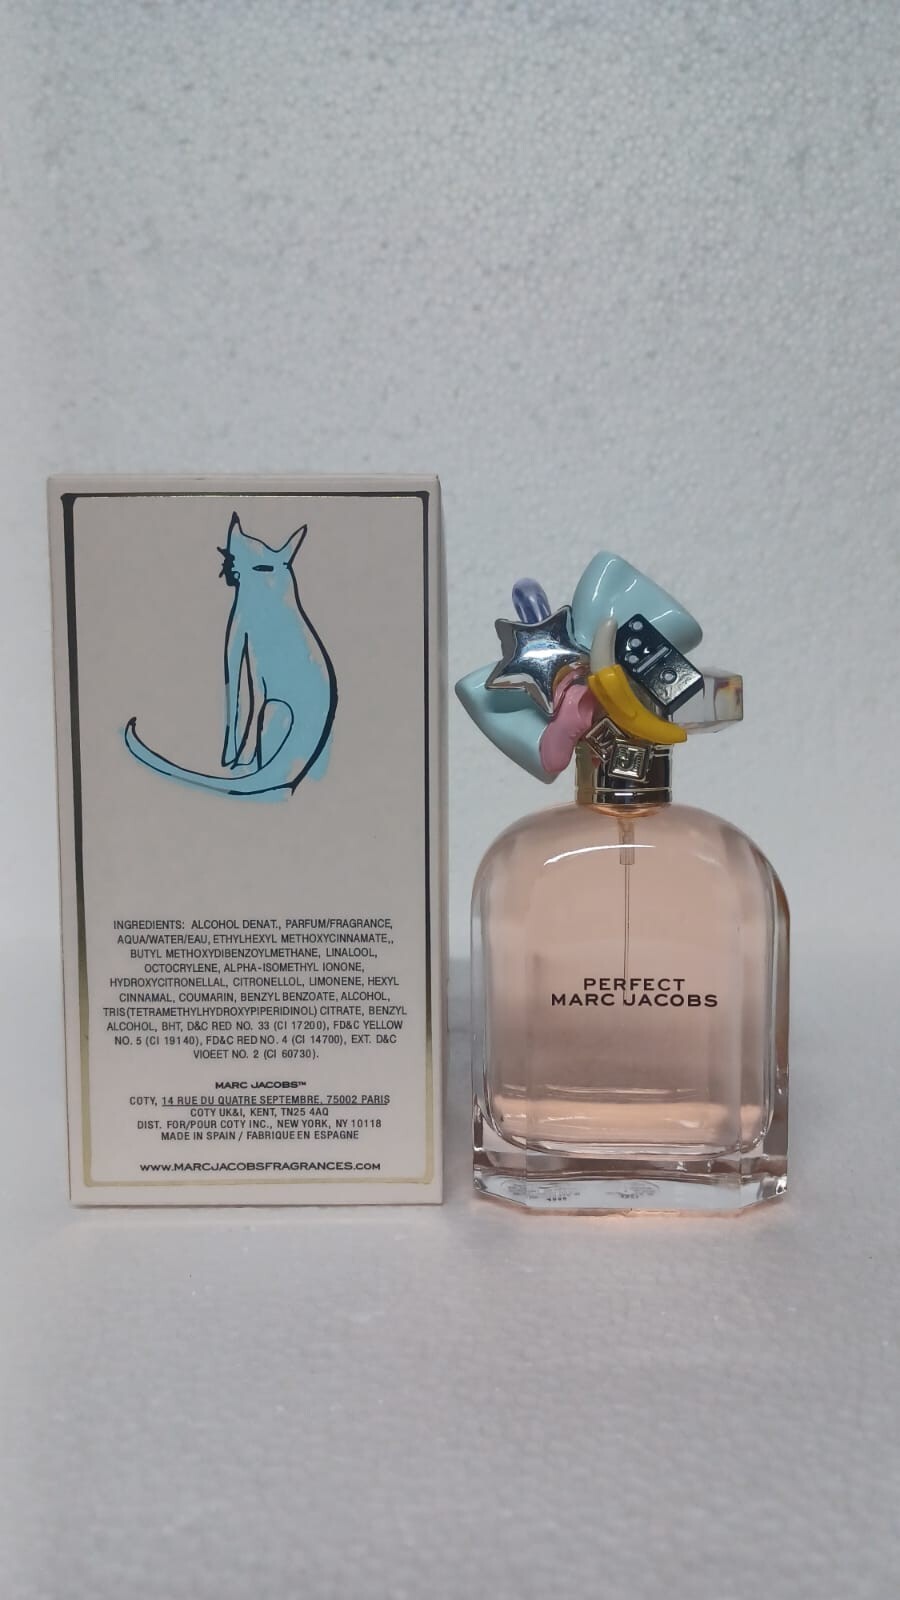 INGREDIENTS: ALCOHOL DENAT., PARFUM/FRAGRANCE,
AQUA/WATER/EAU, ETHYLHEXYL METHOXYCINNAMATE,,
BUTYL METHOXYDIBENZOYLMETHANE, LINALOOL,
OCTOCRYLENE, ALPHA-ISOMETHYL IONONE,
HYDROXYCITRONELLAL, CITRONELLOL, LIMONENE, HEXYL
CINNAMAL, COUMARIN, BENZYL BENZOATE, ALCOHOL,
TRIS(TETRAMETHYLHYDROXYPIPERIDINOL) CITRATE, BENZYL
ALCOHOL, BHT, D&C RED NO. 33 (CI 17200), FD&C YELLOW
NO. 5 (CI 19140), FD&C RED NO. 4 (CI 14700), EXT. D&C
VIOEET NO. 2 (CI 60730).
MARC JACOBS™
COTY, 14 RUE DU QUATRE SEPTEMBRE, 75002 PARIS
COTY UK&I, KENT, TN25 4AQ
DIST. FOR/POUR COTY INC., NEW YORK, NY 10118
MADE IN SPAIN / FABRIQUE EN ESPAGNE
WWW.MARCJACOBSFRAGRANCES.COM
PERFECT
MARC JACOBS